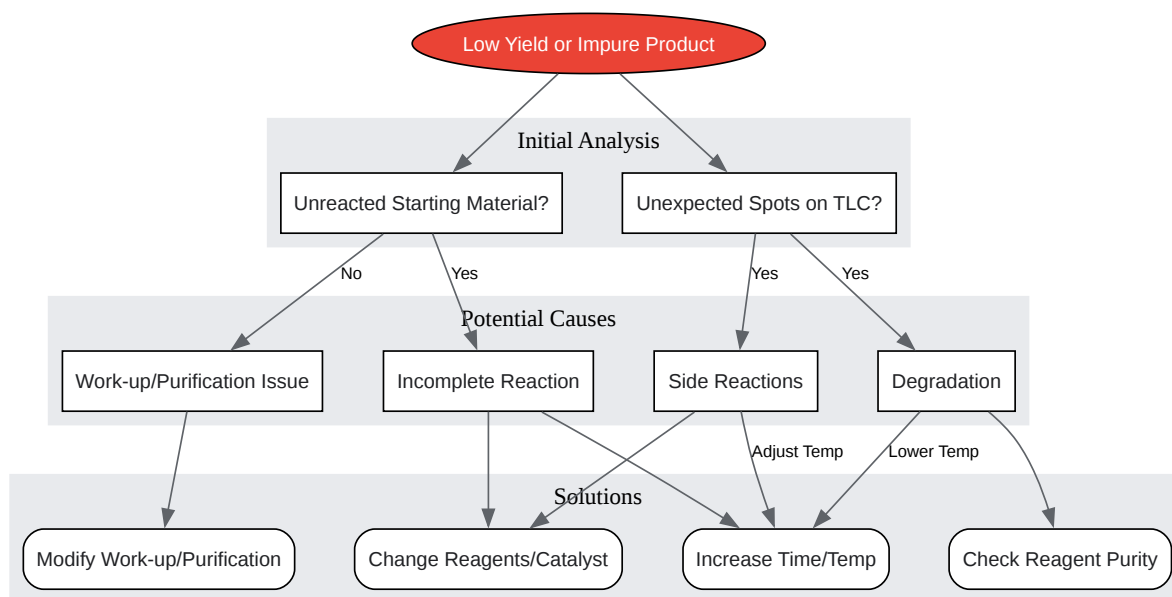 Low Yield or Impure Product
Initial Analysis
Unreacted Starting Material?
Unexpected Spots on TLC?
No
Yes
Yes
Yes
Potential Causes
Work-up/Purification Issue
Incomplete Reaction
Side Reactions
Degradation
Adjust Temp
Lower Temp
Solutions
Modify Work-up/Purification
Change Reagents/Catalyst
Increase Time/Temp
Check Reagent Purity